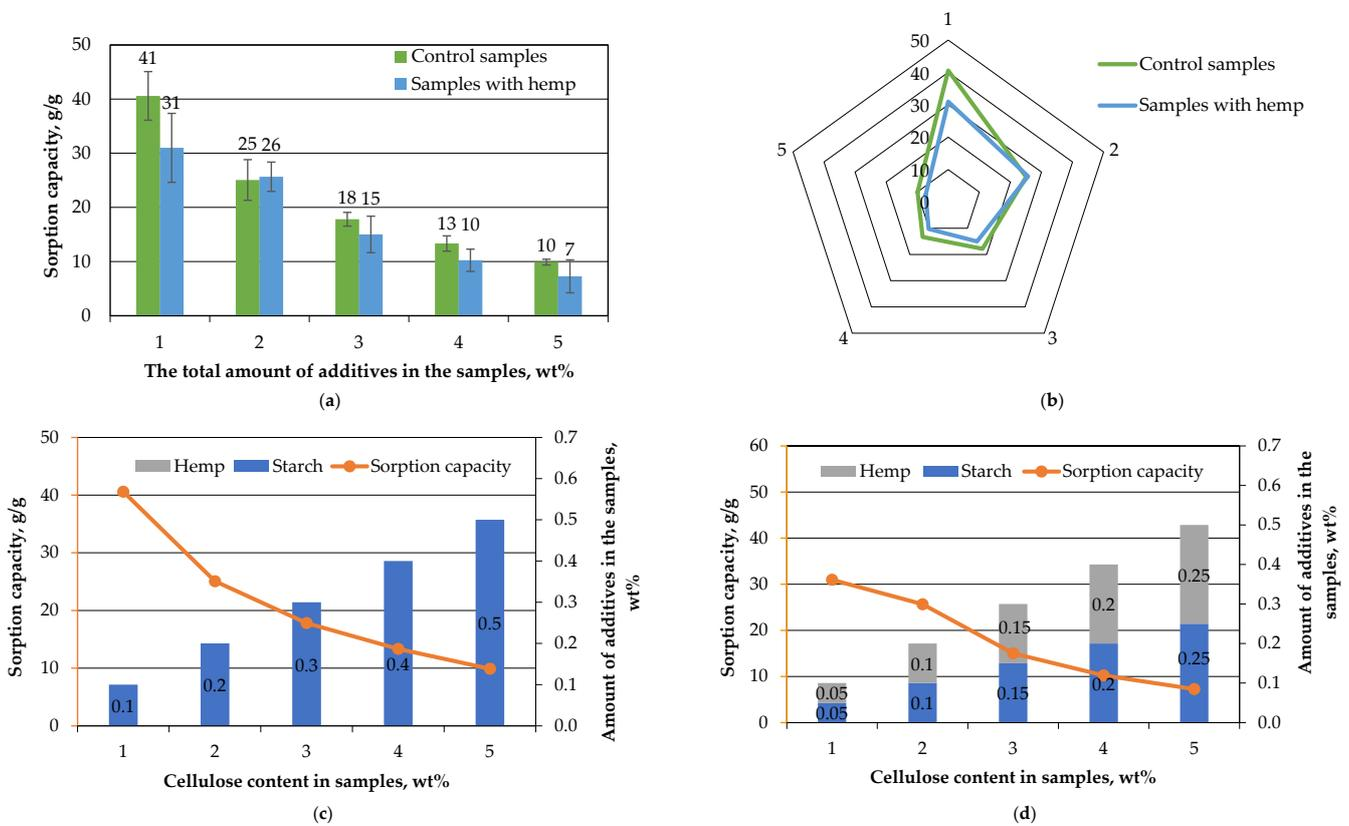 50
40
30
20
10
0
Sorption capacity, g/g
Control samples
Samples with hemp
41
31
25 26
18 15
13 10
10 7
1 2 3 4 5
The total amount of additives in the samples, wt%
(a)
1
2
3
4
5
50
40
30
20
10
0
Control samples
Samples with hemp
(b)
50
40
30
20
10
0
Sorption capacity, g/g
Hemp Starch Sorption capacity
0.1
0.2
0.3
0.4
0.5
0.7
0.6
0.5
0.4
0.3
0.2
0.1
0.0
Amount of additives in the samples,
wt%
1 2 3 4 5
Cellulose content in samples, wt%
(c)
60
50
40
30
20
10
0
Sorption capacity, g/g
Hemp Starch Sorption capacity
0.05
0.05
0.1
0.1
0.15
0.15
0.2
0.2
0.25
0.25
0.7
0.6
0.5
0.4
0.3
0.2
0.1
0.0
Amount of additives in the
samples, wt%
1 2 3 4 5
Cellulose content in samples, wt%
(d)